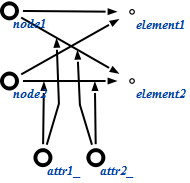 node1
element1
node2
element2
attr1_
attr2_